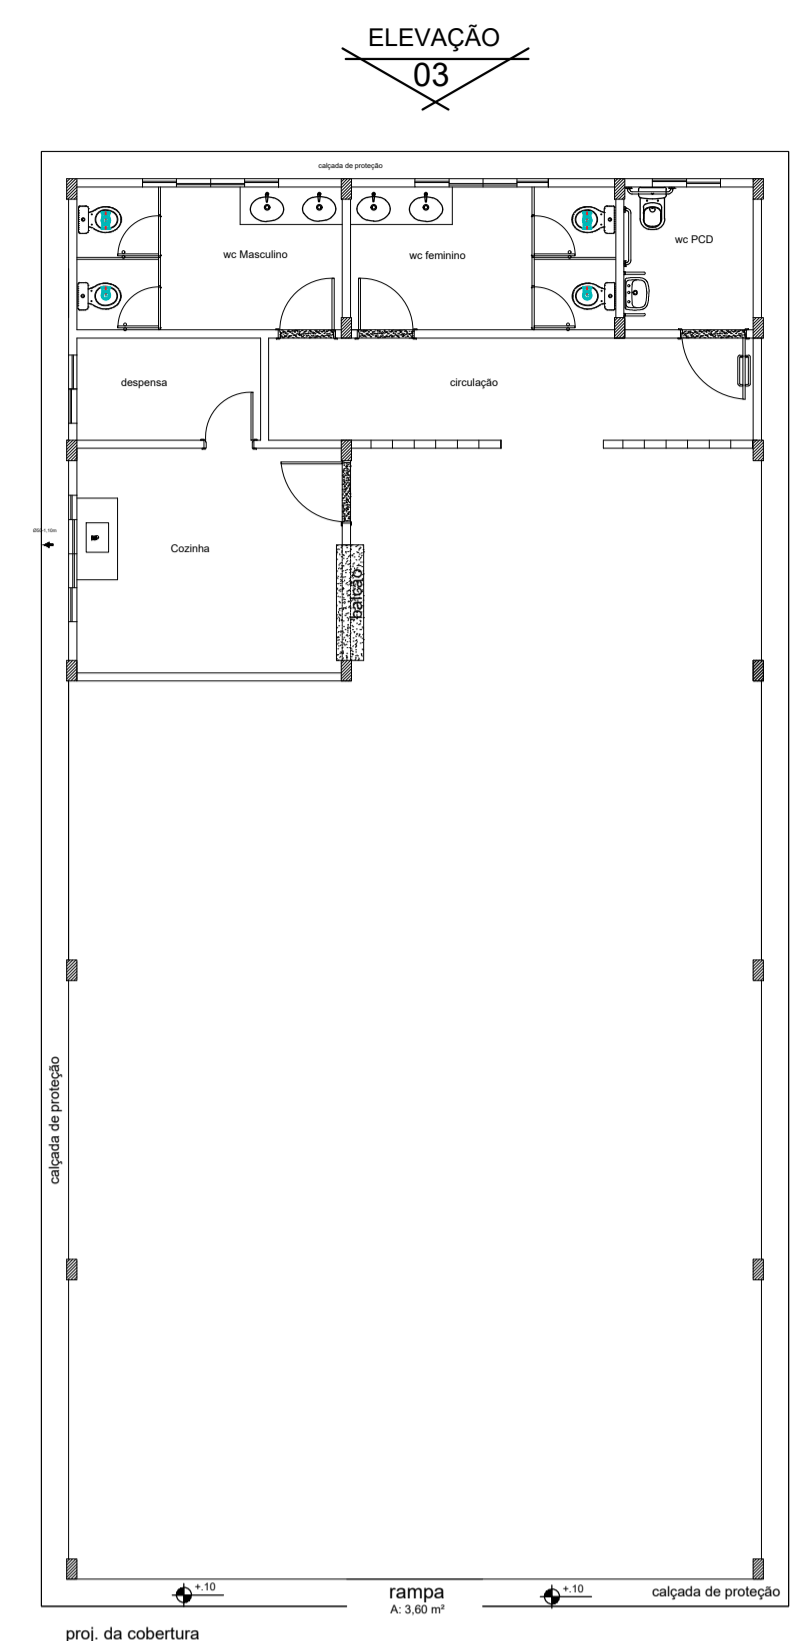 ELEVAÇÃO
03
calçada de proteção
wc Masculino
wc feminino
wc PCD
despensa
circulação
Cozinha
balcão
calçada de proteção
+.10
rampa
A: 3,60 m²
+.10
calçada de proteção
proj. da cobertura